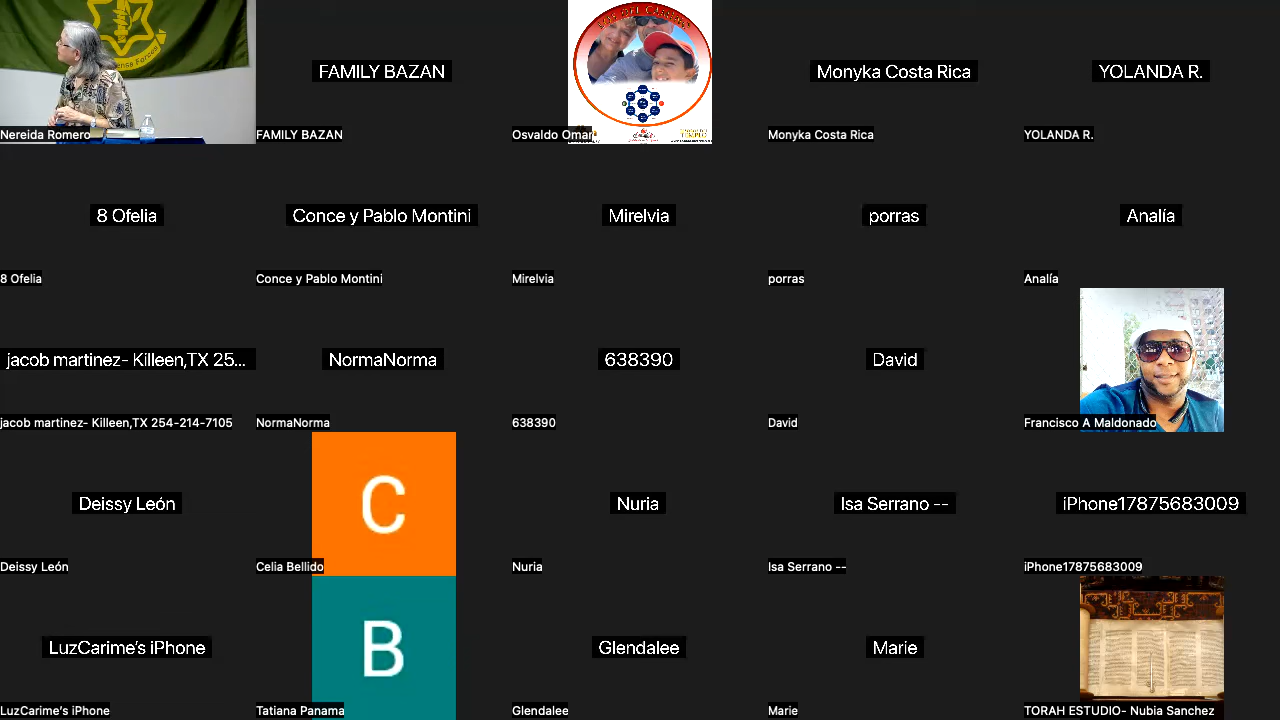 Nereida Romero
FAMILY BAZAN
FAMILY BAZAN
Osvaldo Omar
Monyka Costa Rica
Monyka Costa Rica
YOLANDA R.
YOLANDA R.
8 Ofelia
8 Ofelia
Conce y Pablo Montini
Conce y Pablo Montini
Mirelvia
Mirelvia
porras
porras
Analía
Analía
jacob martinez- Killeen,TX 25...
jacob martinez- Killeen,TX 254-214-7105
NormaNorma
NormaNorma
638390
638390
David
David
Francisco A Maldonado
Deissy León
Deissy León
C
Celia Bellido
Nuria
Nuria
Isa Serrano --
Isa Serrano --
iPhone17875683009
iPhone17875683009
LuzCarime’s iPhone
LuzCarime’s iPhone
B
Tatiana Panama
Glendalee
Glendalee
Marie
Marie
TORAH ESTUDIO- Nubia Sanchez